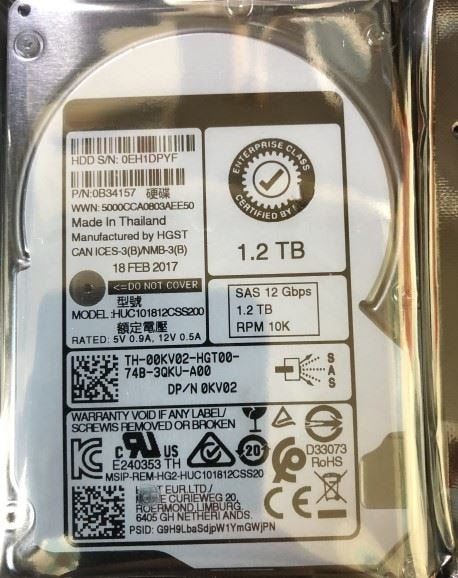 HDD S/N: 0EH1DPYF
P/N:0B34157 硬碟
WWN: 5000CCA0803AEE50
Made In Thailand
Manufactured by HGST
CAN ICES-3(B)/NMB-3(B)
18 FEB 2017
<=DO NOT COVER
型號
MODEL:HUC101812CSS200
額定電壓
RATED: 5V 0.9A, 12V 0.5A
ENTERPRISE CLASS
CERTIFIED BY
1.2 TB
SAS 12 Gbps
1.2 TB
RPM 10K
TH-00KV02-HGT00-
74B-3QKU-A00
DP/N 0KV02
SAS
WARRANTY VOID IF ANY LABEL/
SCREWS REMOVED OR BROKEN
c RU US
E240353 TH
20
D33073
RoHS
MSIP-REM-HG2-HUC101812CSS20
EUR LTD /
CURIEWEG 20,
ROERMOND,LIMBURG,
6405 GH NETHERLANDS.
CE
PSID: G9H9LbaSdjpW1YmGWjPN